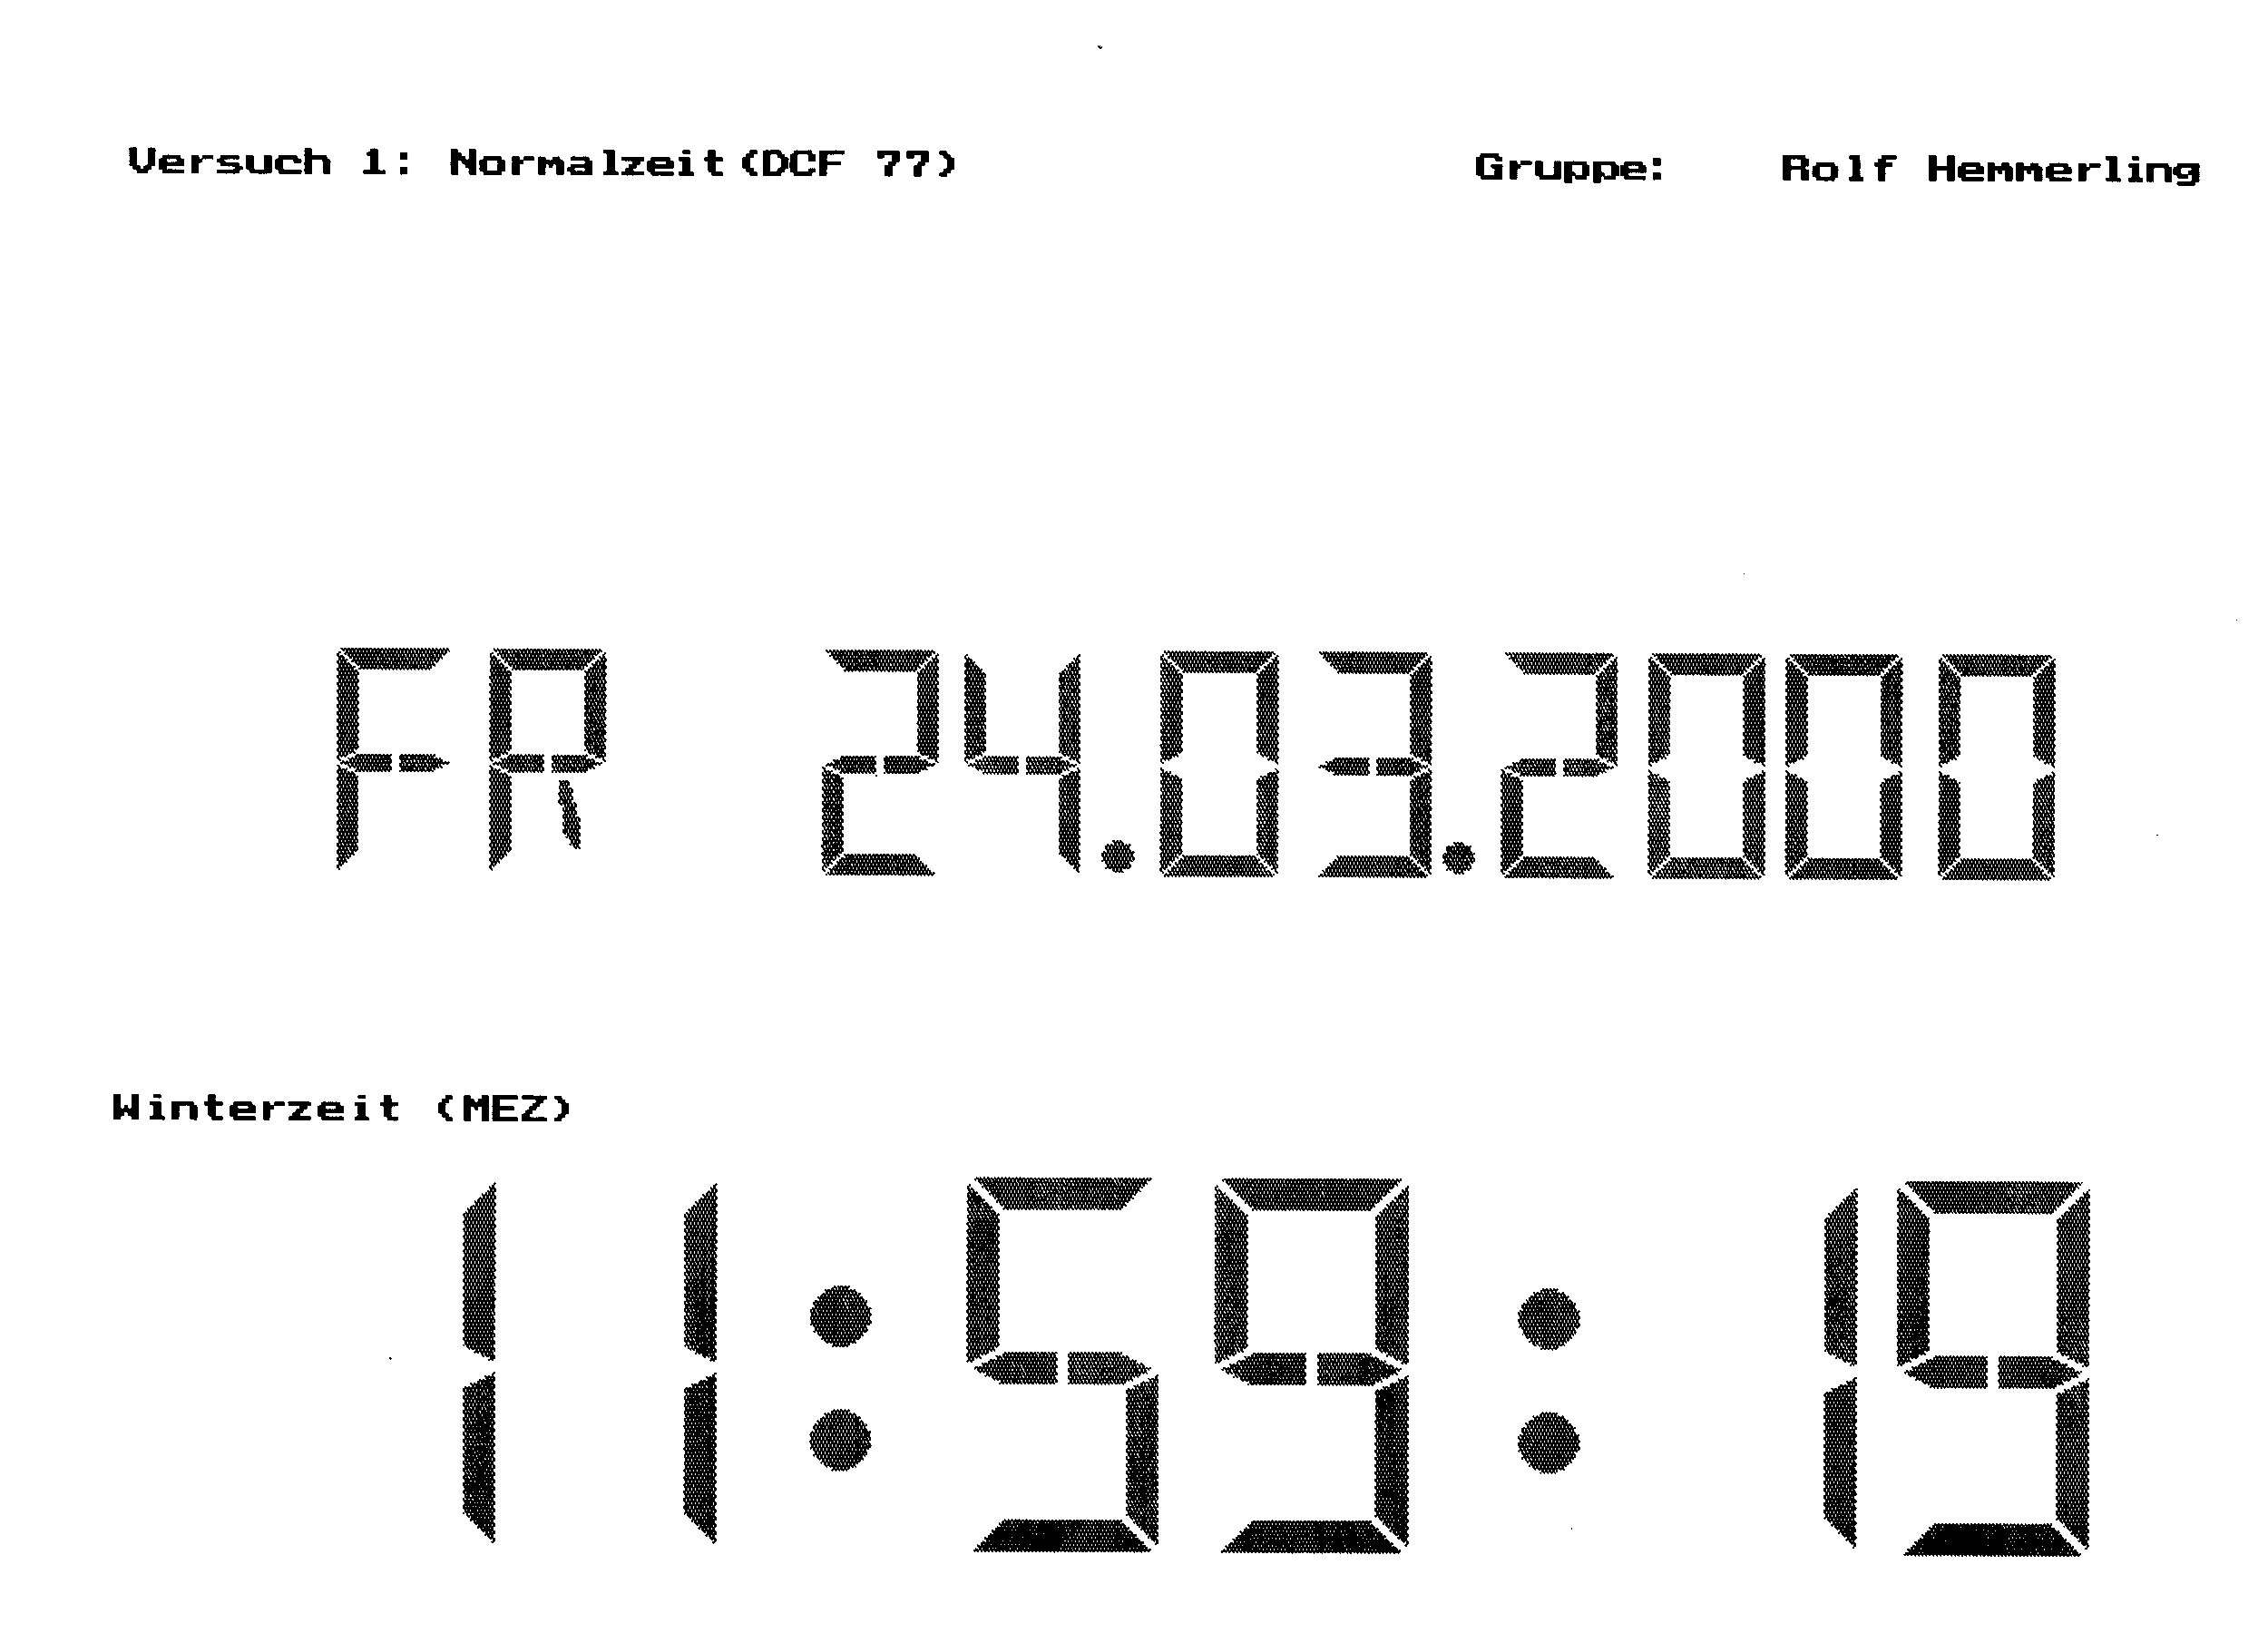 Versuch 1: Normalzeit(DCF 77) Gruppe: Rolf Hemmerling
FR 24.03.2000
Winterzeit (MEZ)
11:59:19